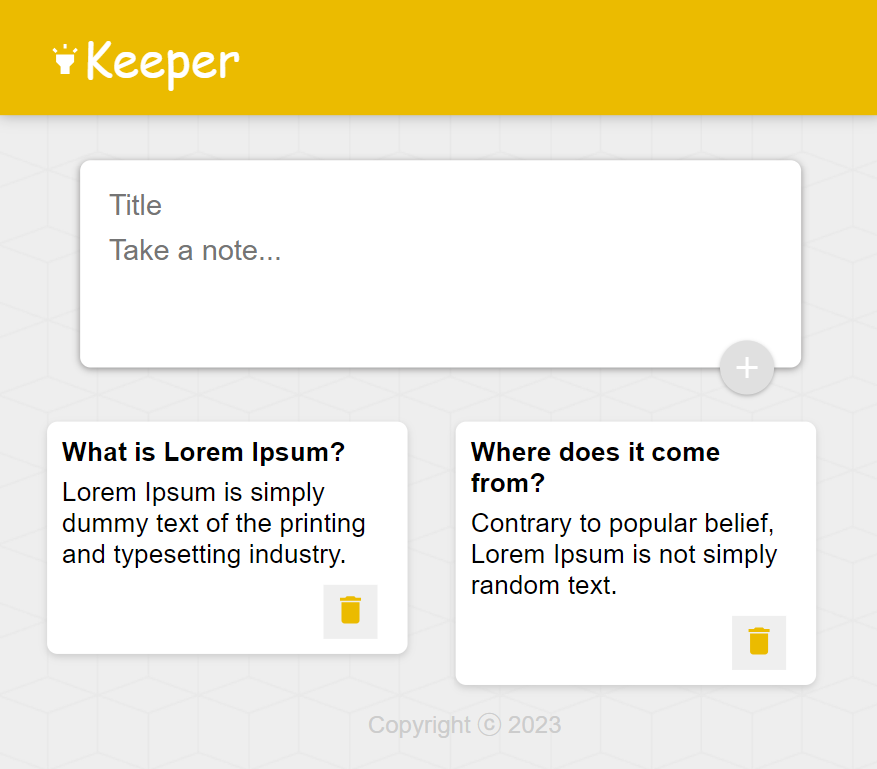 Keeper
Title
Take a note...
What is Lorem Ipsum?
Lorem Ipsum is simply
dummy text of the printing
and typesetting industry.
Where does it come
from?
Contrary to popular belief,
Lorem Ipsum is not simply
random text.
Copyright ⓒ 2023